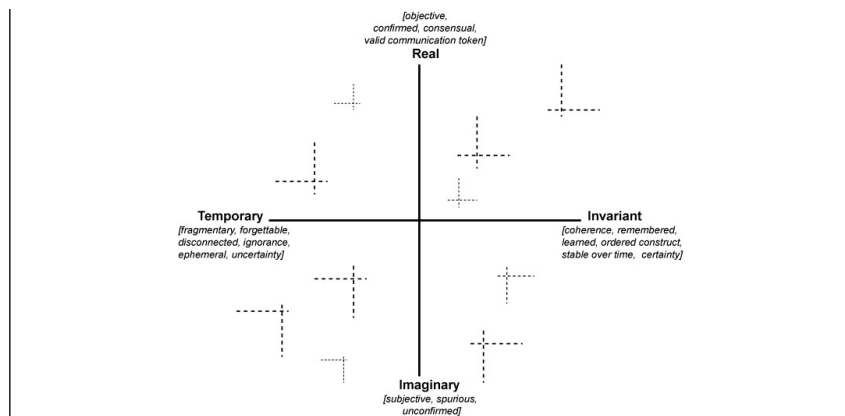 [objective,
confirmed, consensual,
valid communication token]
Real
Temporary
[fragmentary, forgettable,
disconnected, ignorance,
ephemeral, uncertainty]
Invariant
[coherence, remembered,
learned, ordered construct,
stable over time, certainty]
Imaginary
[subjective, spurious,
unconfirmed]